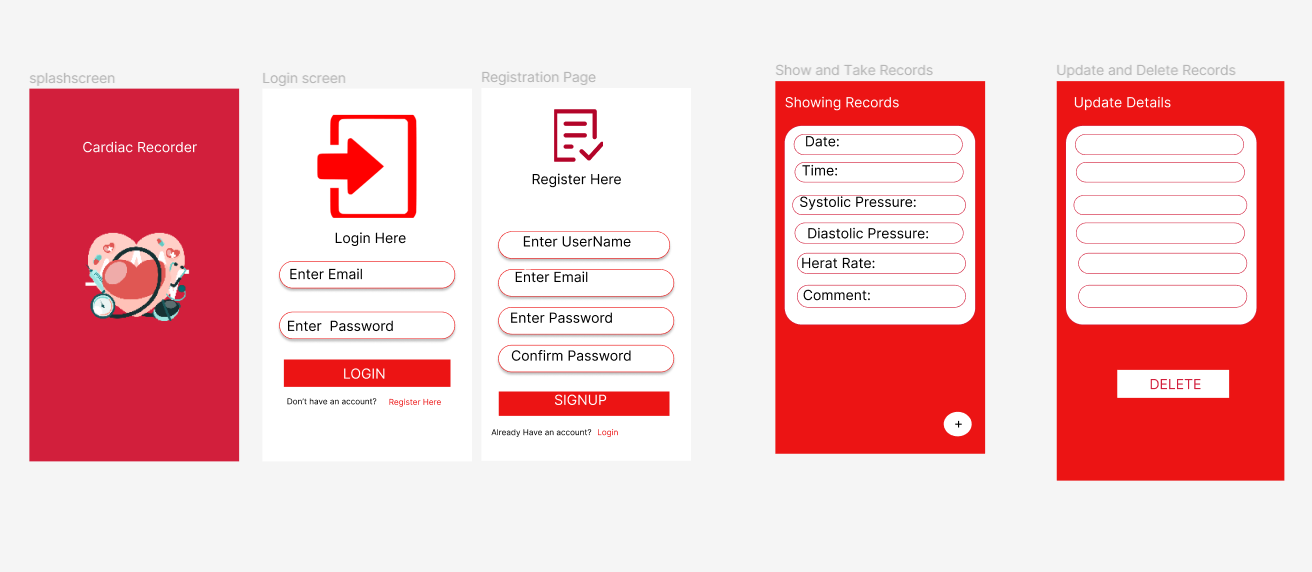 splashscreen
Cardiac Recorder
Login screen
Login Here
Enter Email
Enter  Password
LOGIN
Don't have an account? Register Here
Registration Page
Register Here
Enter UserName
Enter Email
Enter Password
Confirm Password
SIGNUP
Already Have an account? Login
Show and Take Records
Showing Records
Date:
Time:
Systolic Pressure:
Diastolic Pressure:
Herat Rate:
Comment:
+
Update and Delete Records
Update Details
DELETE